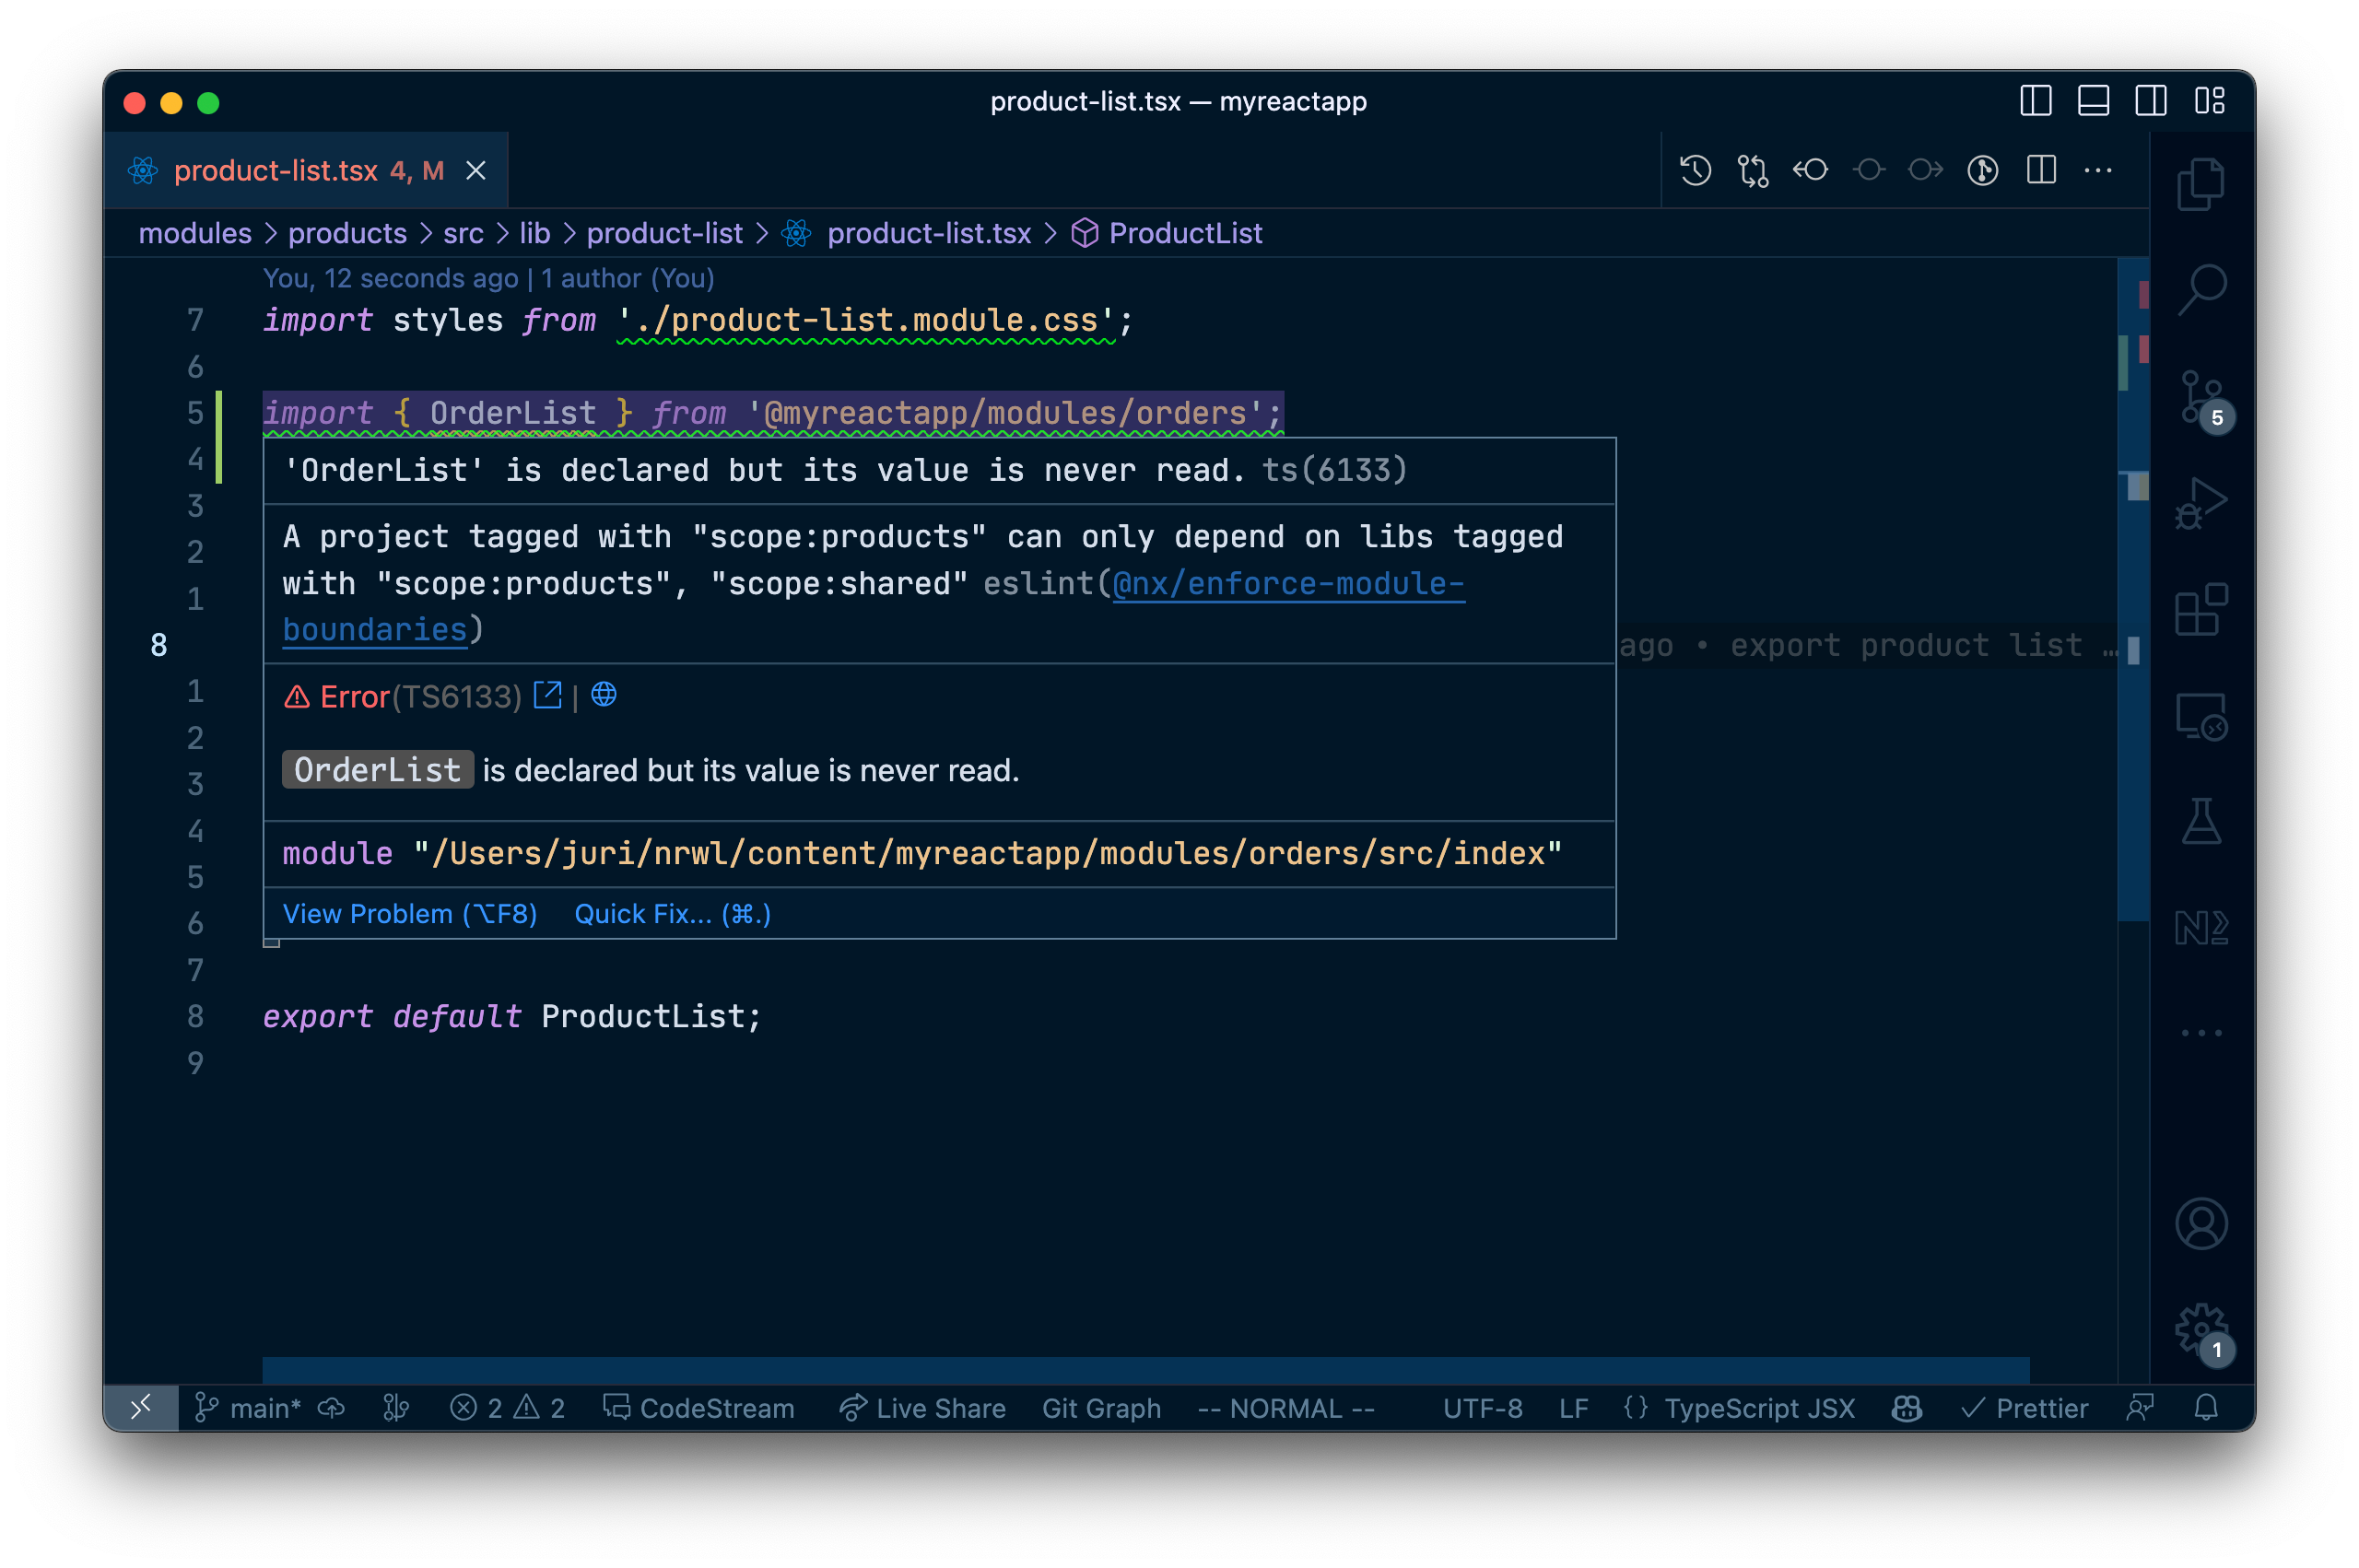 product-list.tsx — myreactapp
product-list.tsx 4, M
modules > products > src > lib > product-list > product-list.tsx > ProductList
You, 12 seconds ago | 1 author (You)
7 import styles from './product-list.module.css';
6
5 import { OrderList } from '@myreactapp/modules/orders';
4
'OrderList' is declared but its value is never read. ts(6133)
3
A project tagged with "scope:products" can only depend on libs tagged
2
with "scope:products", "scope:shared" eslint(@nx/enforce-module-
1
boundaries)
8 ago • export product list …
1
Error(TS6133) |
2
OrderList is declared but its value is never read.
3
4
module "/Users/juri/nrwl/content/myreactapp/modules/orders/src/index"
5
View Problem (⌥F8) Quick Fix... (⌘.)
6
7
8 export default ProductList;
9
5
1
main* 2 2 CodeStream Live Share Git Graph -- NORMAL -- UTF-8 LF {} TypeScript JSX Prettier